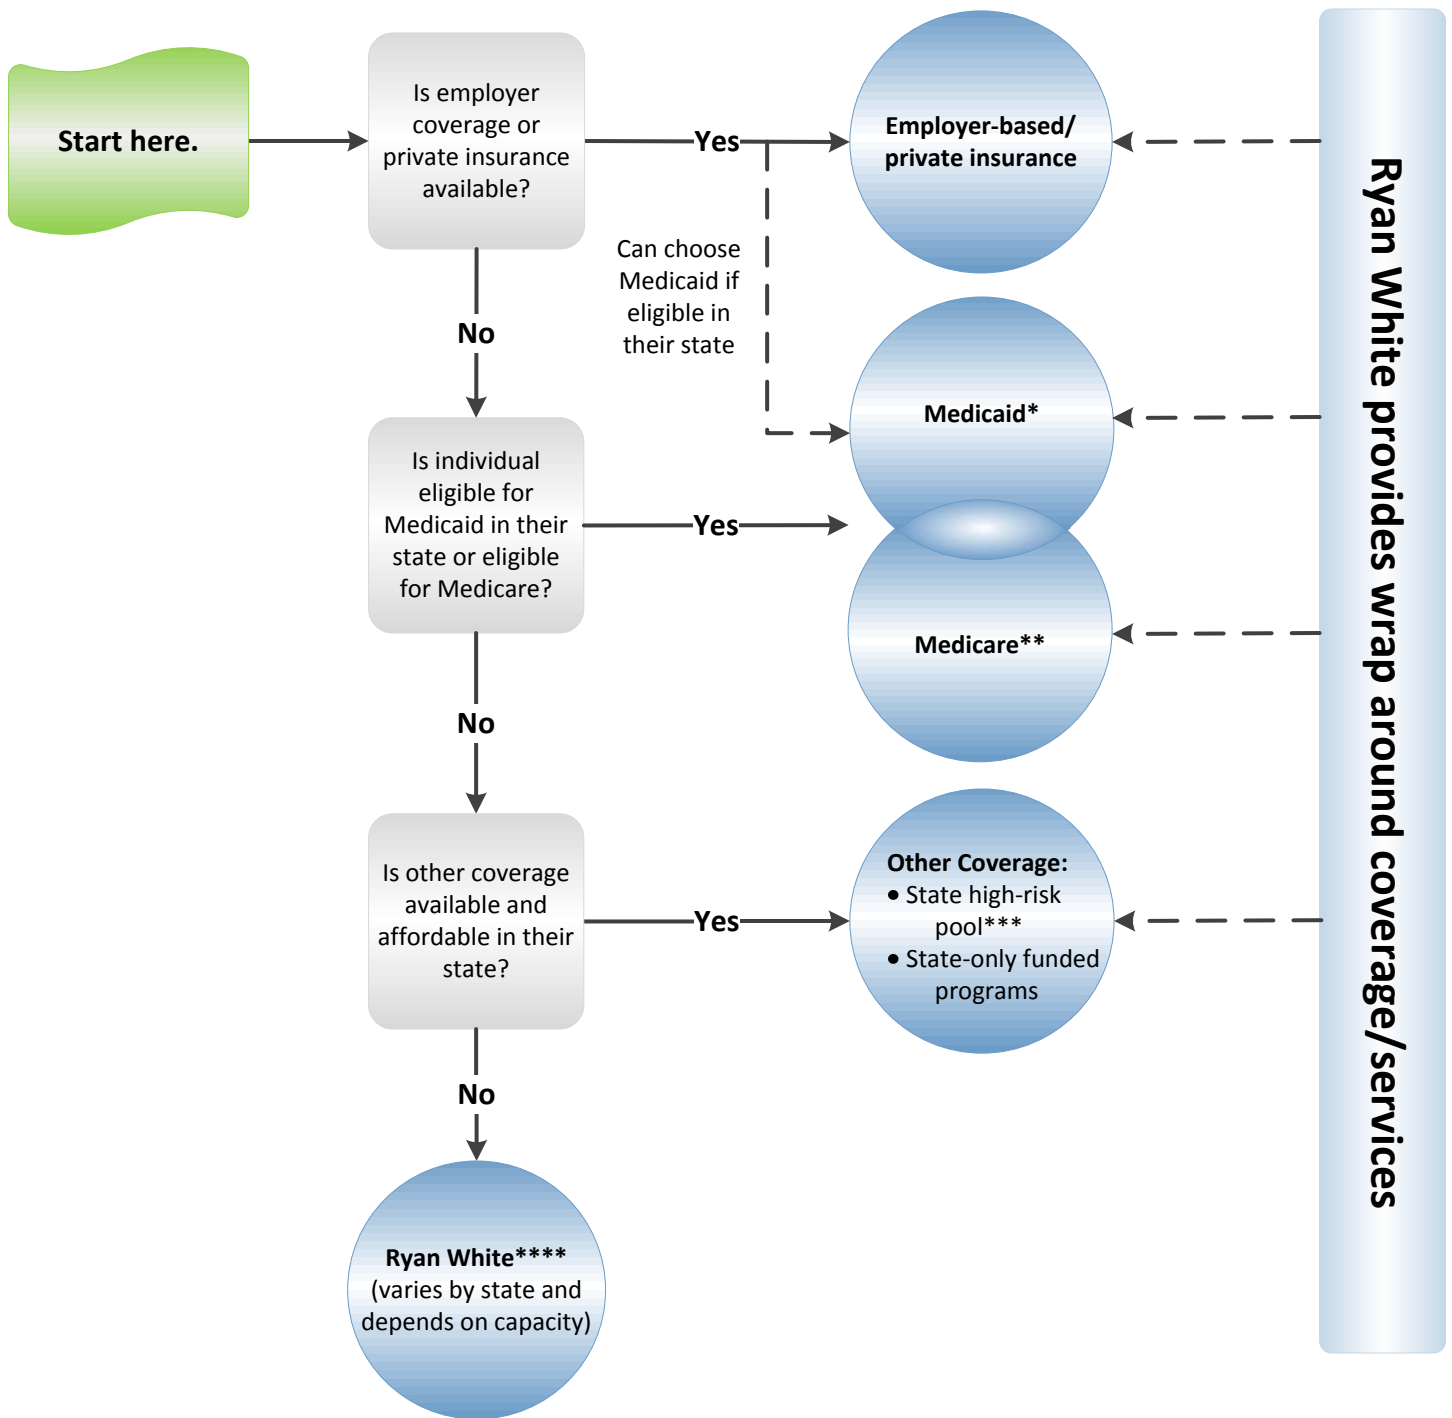 Start here.
Is employer
coverage or
private insurance
available?
Yes
Employer-based/
private insurance
Can choose
Medicaid if
eligible in
their state
No
Medicaid*
Is individual
eligible for
Medicaid in their
state or eligible
for Medicare?
Yes
Medicare**
No
Is other coverage
available and
affordable in their
state?
Yes
Other Coverage:
• State high-risk
pool***
• State-only funded
programs
No
Ryan White****
(varies by state and
depends on capacity)
Ryan White provides wrap around coverage/services